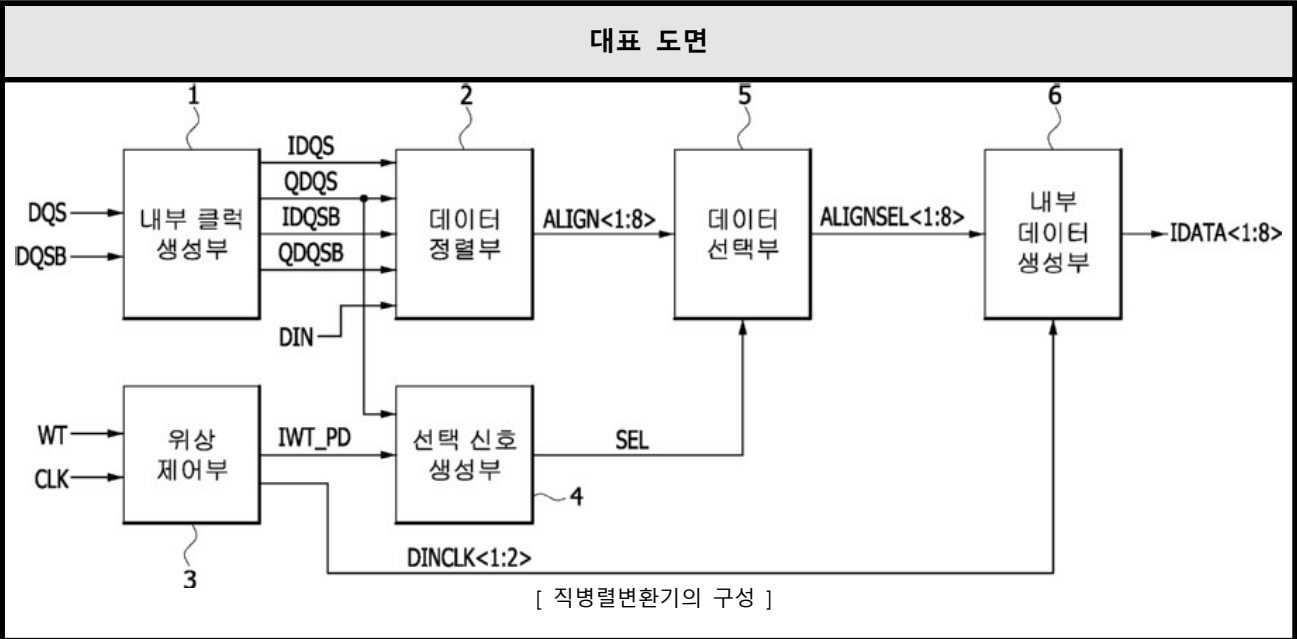 대표 도면
1
2
5
6
DQS
DQSB
내부 클럭
생성부
IDQS
QDQS
IDQSB
QDQSB
DIN
데이터
정렬부
ALIGN<1:8>
데이터
선택부
ALIGNSEL<1:8>
내부
데이터
생성부
IDATA<1:8>
WT
CLK
위상
제어부
IWT_PD
선택 신호
생성부
SEL
4
3
DINCLK<1:2>
[ 직병렬변환기의 구성 ]